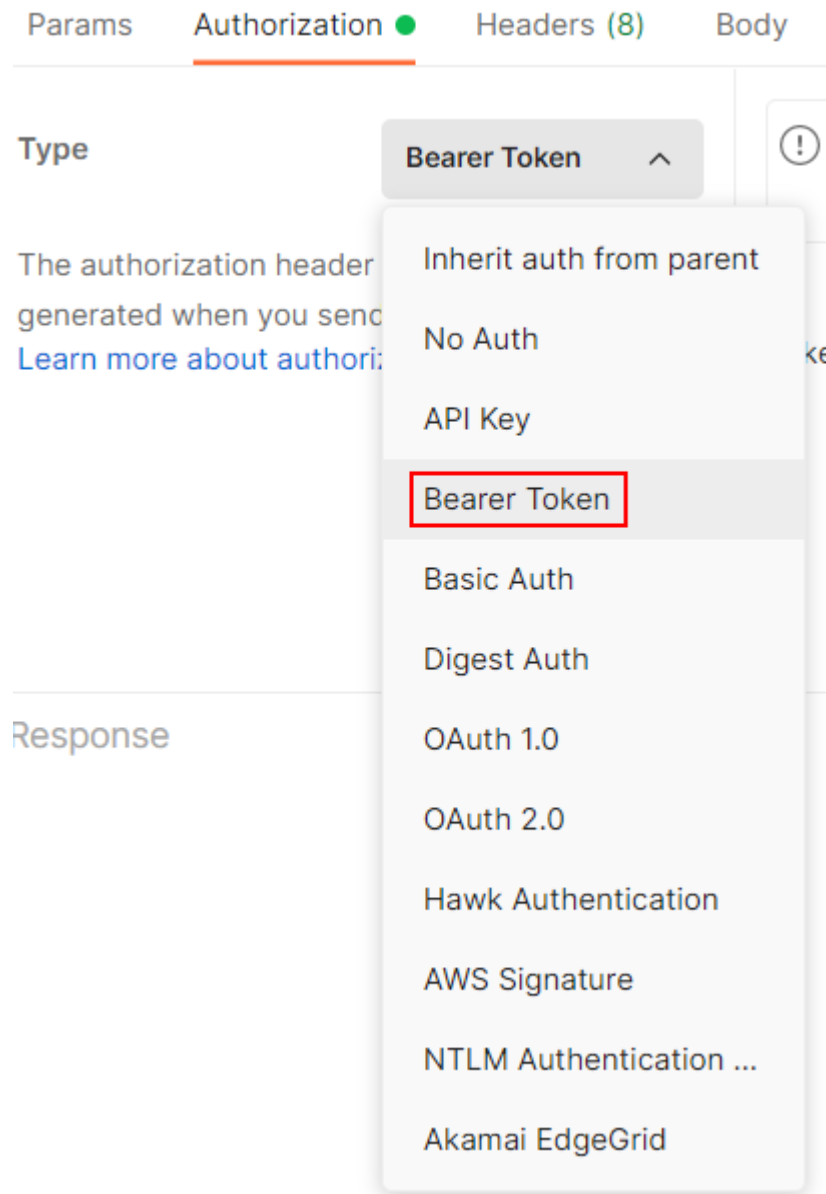 Params Authorization Headers (8) Body
Type
Bearer Token
The authorization header
generated when you send
Learn more about
Inherit auth from parent
No Auth
API Key
Bearer Token
Basic Auth
Digest Auth
OAuth 1.0
OAuth 2.0
Hawk Authentication
AWS Signature
NTLM Authentication ...
Akamai EdgeGrid
Response